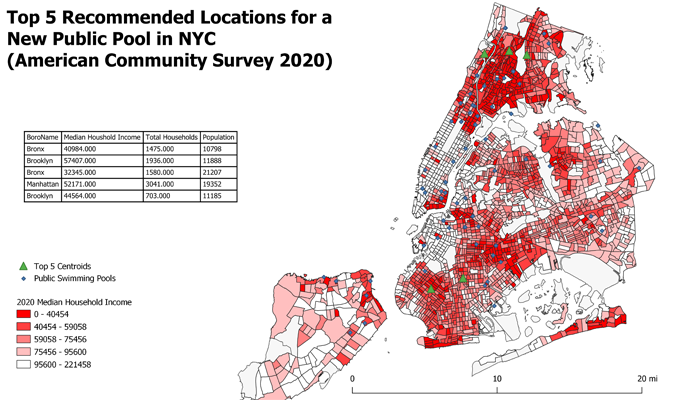 Top 5 Recommended Locations for a
New Public Pool in NYC
(American Community Survey 2020)
BoroName Median Houshold Income Total Households Population
Bronx 40984.000 1475.000 10798
Brooklyn 57407.000 1936.000 11888
Bronx 32345.000 1580.000 21207
Manhattan 52171.000 3041.000 19352
Brooklyn 44564.000 703.000 11185
Top 5 Centroids
Public Swimming Pools
2020 Median Household Income
0 - 40454
40454 - 59058
59058 - 75456
75456 - 95600
95600 - 221458
0 10 20 mi